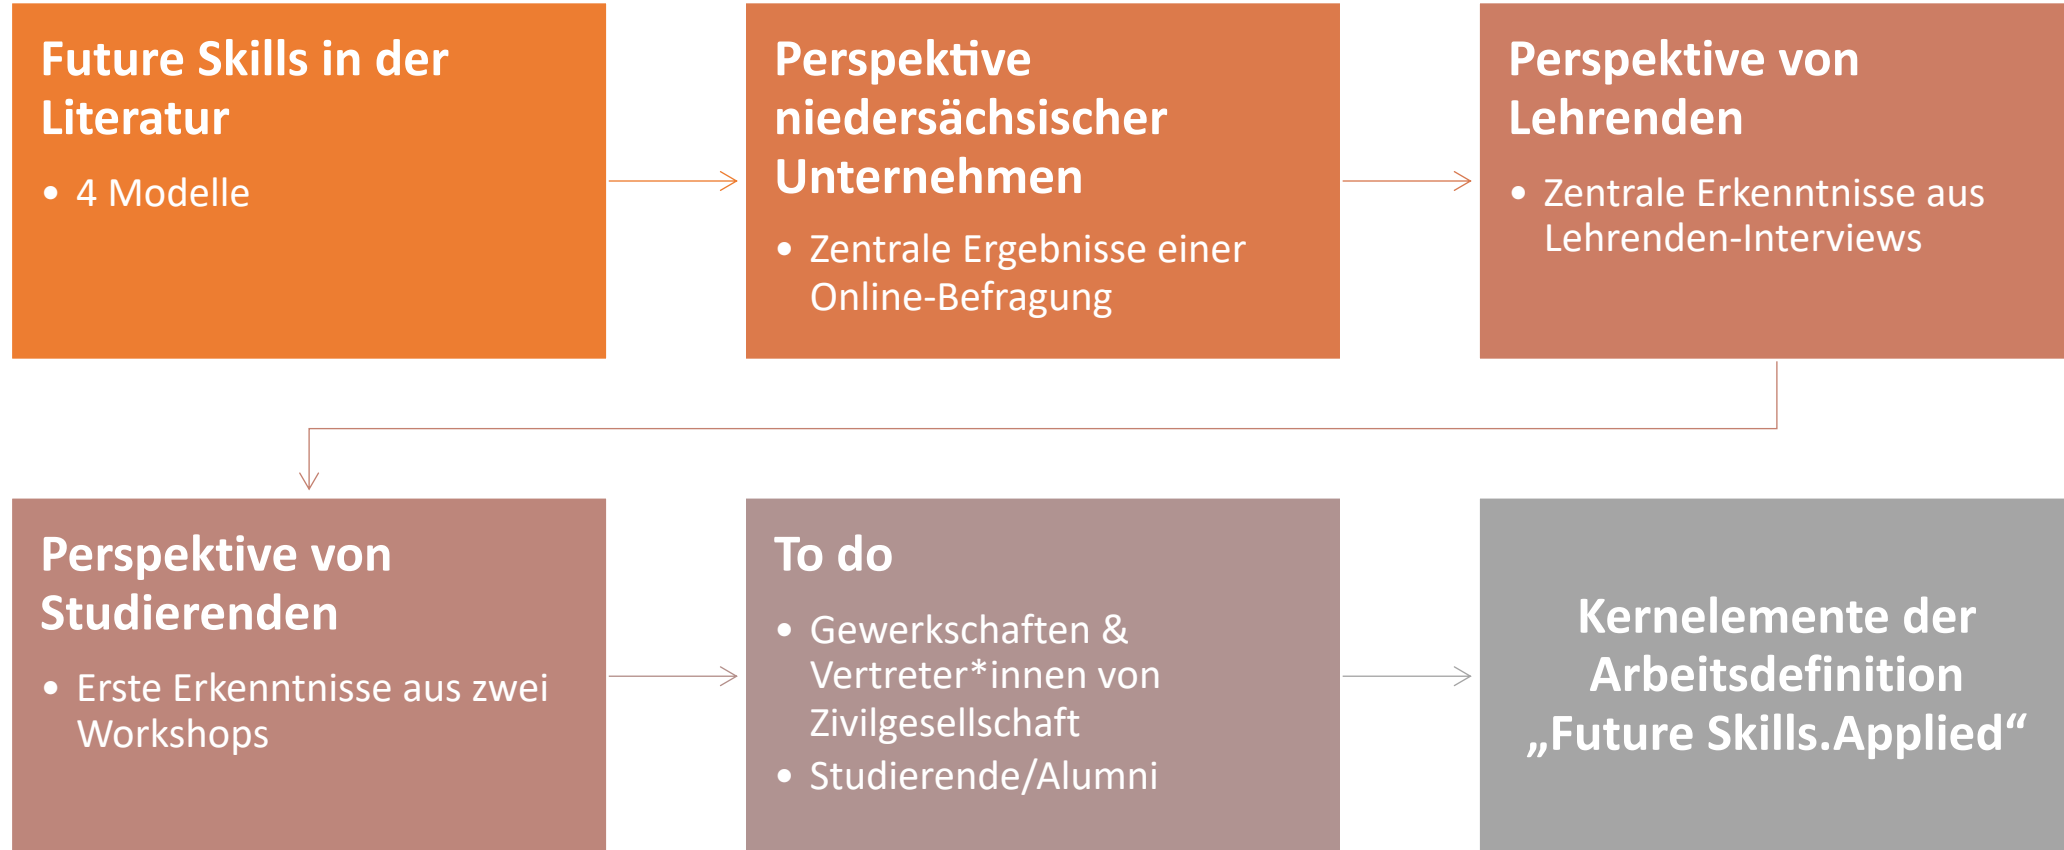 Future Skills in der
Literatur
• 4 Modelle
Perspektive
niedersächsischer
Unternehmen
• Zentrale Ergebnisse einer
Online-Befragung
Perspektive von
Lehrenden
• Zentrale Erkenntnisse aus
Lehrenden-Interviews
Perspektive von
Studierenden
• Erste Erkenntnisse aus zwei
Workshops
To do
• Gewerkschaften &
Vertreter*innen von
Zivilgesellschaft
• Studierende/Alumni
Kernelemente der
Arbeitsdefinition
„Future Skills.Applied“